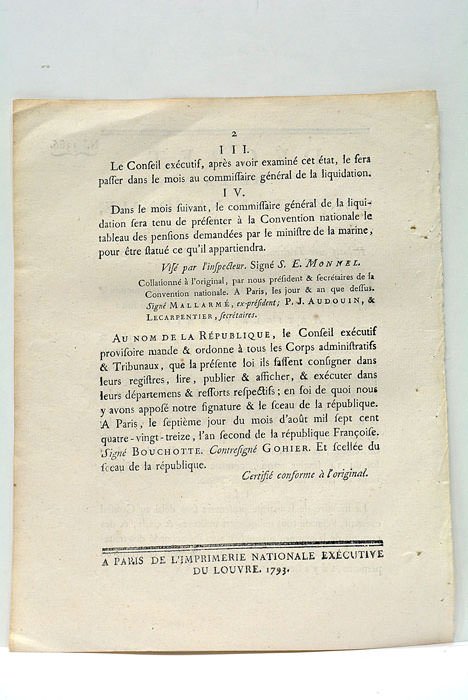 2
III.
Le Conſeil exécutif, après avoir examiné cet état, le fera
paſſer dans le mois au commiſſaire général de la liquidation.
IV.
Dans le mois ſuivant, le commiſſaire général de la liqui-
dation ſera tenu de préſenter à la Convention nationale le
tableau des penſions demandées par le miniſtre de la marine,
pour être ſtatué ce qu'il appartiendra.
Viſé par l'inſpecteur. Signé S. E. MONNEL.
Collationné à l'original, par nous préſident & ſecrétaires de la
Convention nationale. A Paris, les jour & an que deſſus.
Signé MALLARMÉ, ex-préſident; P. J. AUDOUIN, &
LECARPENTIER, ſecrétaires.
AU NOM DE LA RÉPUBLIQUE, le Conſeil exécutif
proviſoire mande & ordonne à tous les Corps adminiſtratifs
& Tribunaux, que la préſente loi ils faſſent conſigner dans
leurs regiſtres, lire, publier & afficher, & exécuter dans
leurs départemens & reſſorts reſpectifs; en foi de quoi nous
y avons appoſé notre ſignature & le ſceau de la république.
A Paris, le ſeptième jour du mois d'août mil ſept cent
quatre-vingt-treize, l'an ſecond de la république Françoiſe.
Signé BOUCHOTTE. Contreſigné GOHIER. Et ſcellée du
ſceau de la république.
Certifié conforme à l'original.
A PARIS DE L'IMPRIMERIE NATIONALE EXÉCUTIVE
DU LOUVRE. 1793.